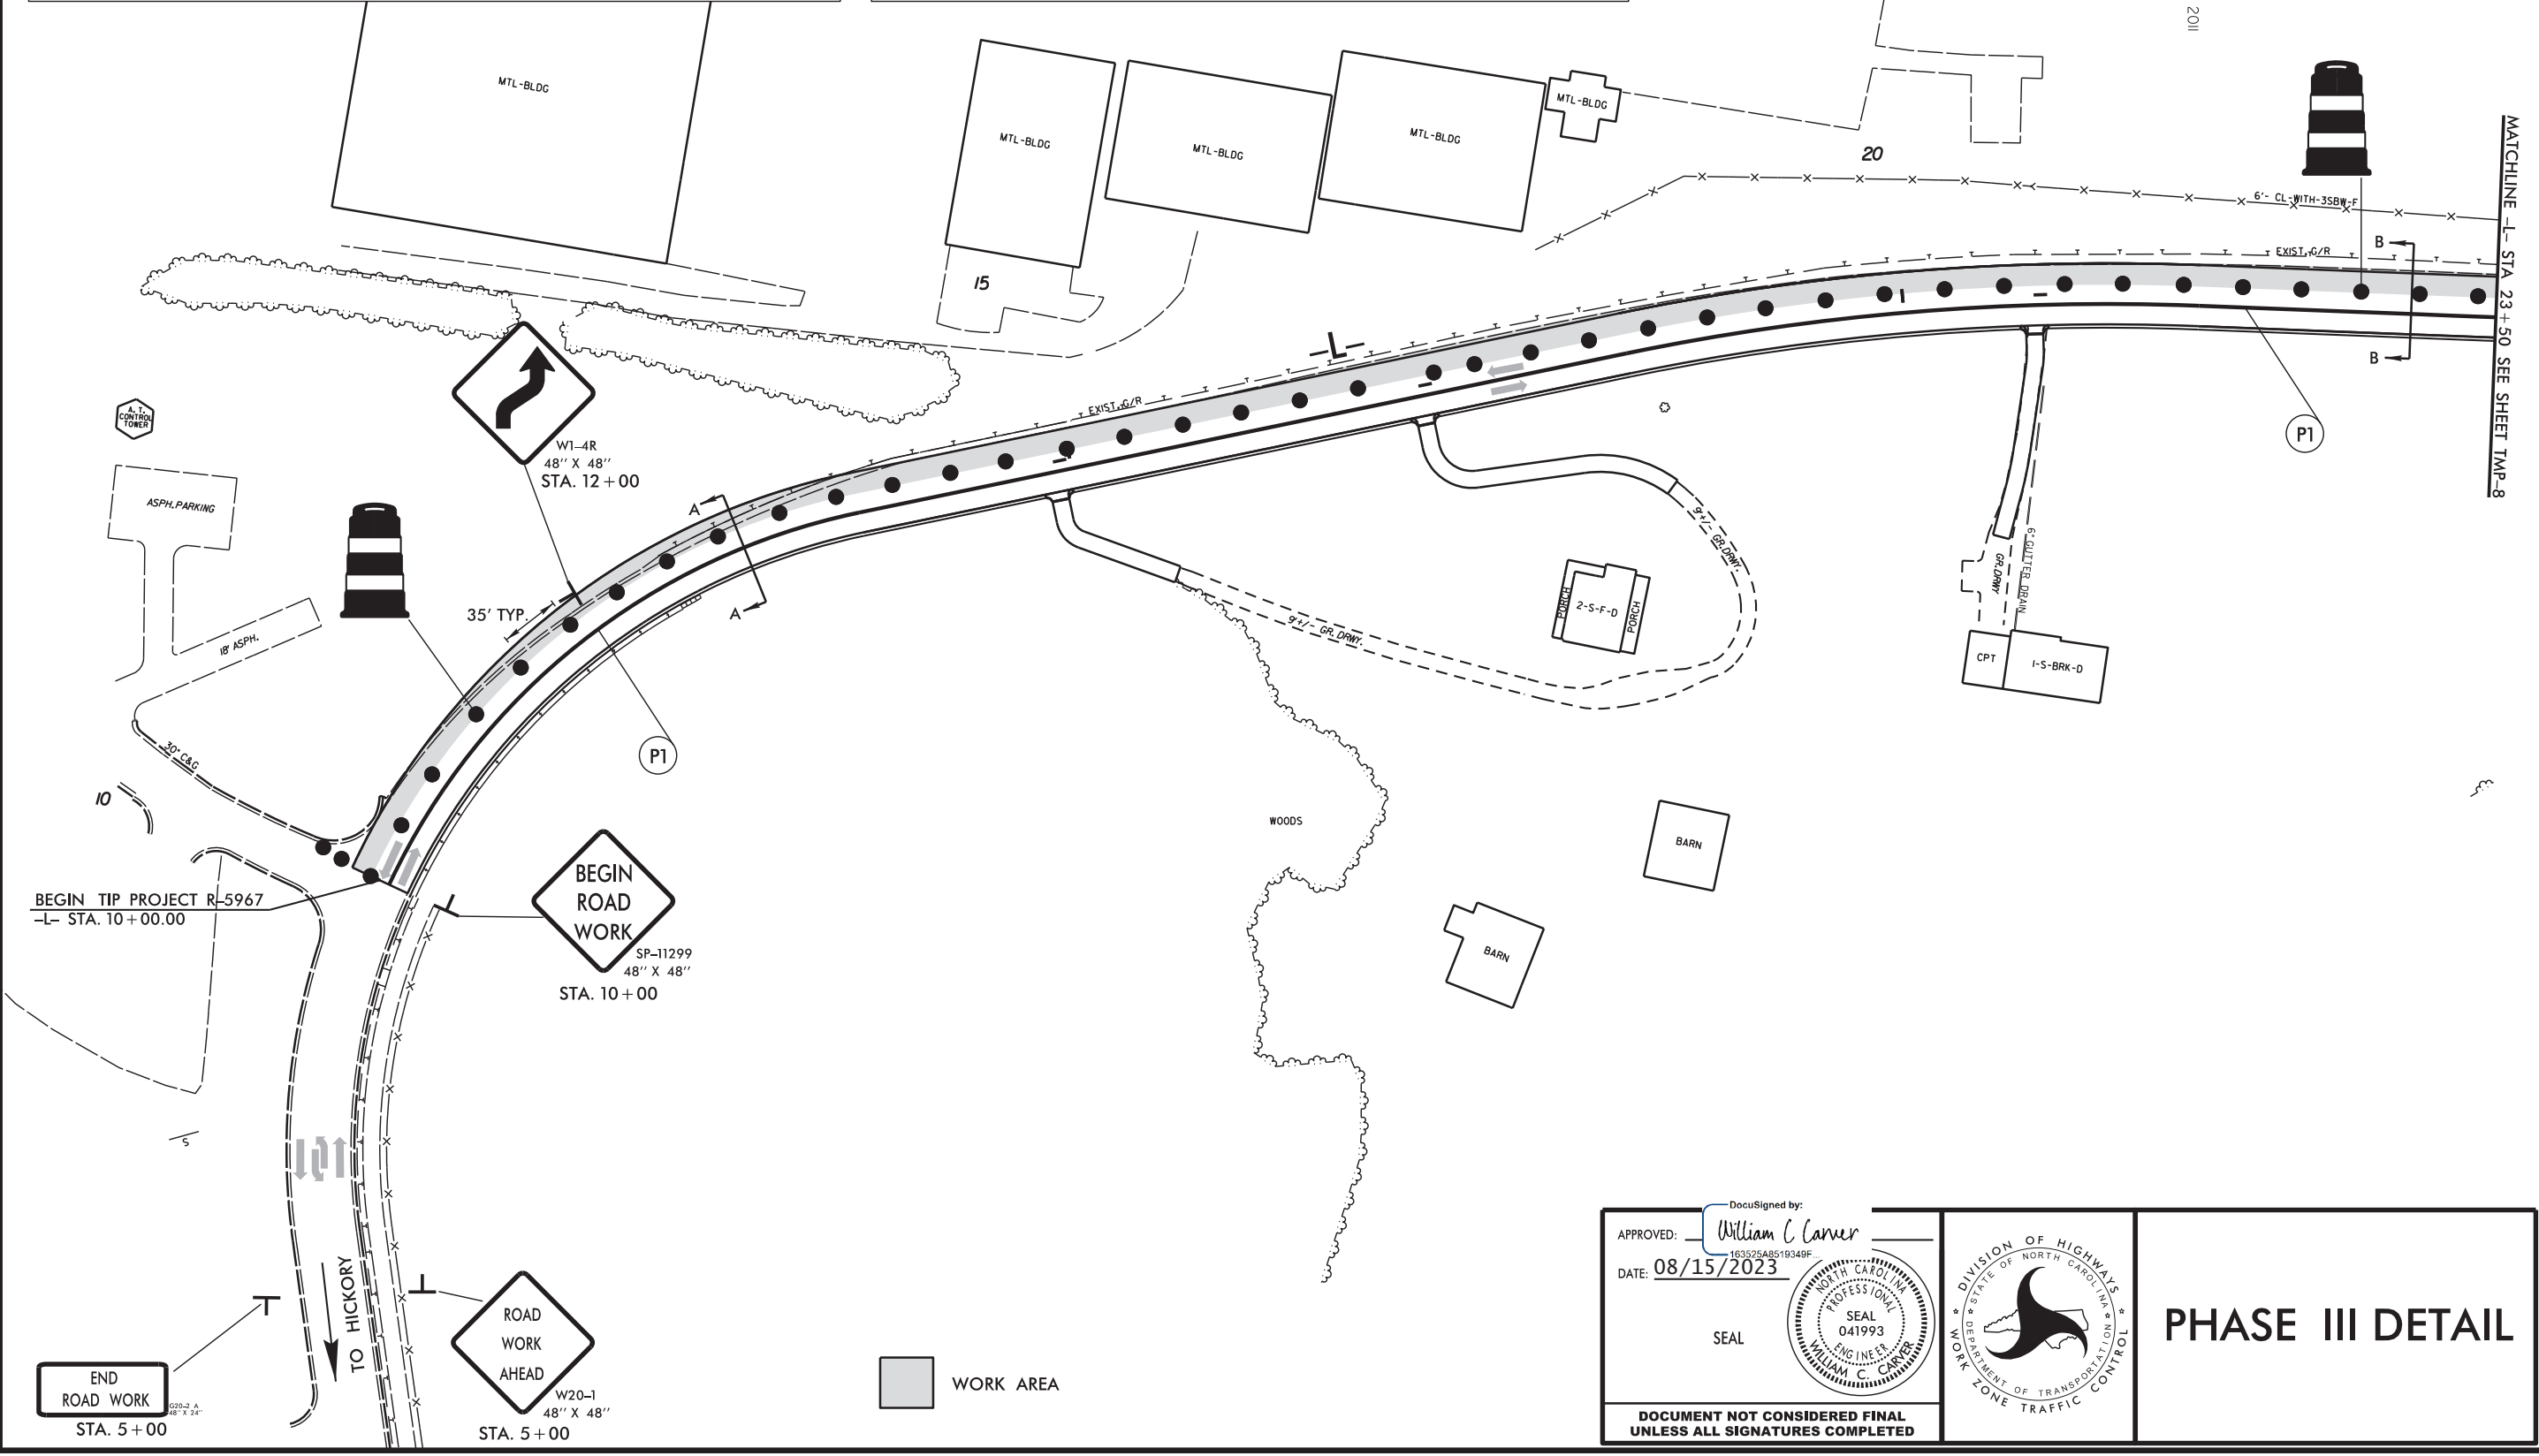 2011
MTL-BLDG
MTL-BLDG
MTL-BLDG
MTL-BLDG
MTL-BLDG
20
6'- CL-WITH-3SBW-F
B
EXIST. G/R
B
MATCHLINE -L- STA 23+50 SEE SHEET TMP-8
15
-L-
EXIST. G/R
P1
A. T.
CONTROL
TOWER
W1-4R
48" X 48"
STA. 12+00
ASPH. PARKING
A
A
35' TYP.
18' ASPH.
9'+/- GR. DRWY.
9'+/- GR. DRWY.
PORCH
2-S-F-D
PORCH
GR. DRWY
6" GUTTER DRAIN
CPT
1-S-BRK-D
30" C&G
P1
10
WOODS
BARN
BARN
BEGIN TIP PROJECT R-5967
-L- STA. 10+00.00
BEGIN
ROAD
WORK
SP-11299
48" X 48"
STA. 10+00
S
TO HICKORY
END
ROAD WORK
G20-2 A
48" X 24"
STA. 5+00
ROAD
WORK
AHEAD
W20-1
48" X 48"
STA. 5+00
WORK AREA
DocuSigned by:
APPROVED: William C Carver
163525A8519349F...
DATE: 08/15/2023
SEAL
NORTH CAROLINA
PROFESSIONAL
SEAL
041993
ENGINEER
WILLIAM C. CARVER
DOCUMENT NOT CONSIDERED FINAL
UNLESS ALL SIGNATURES COMPLETED
DIVISION OF HIGHWAYS
STATE OF NORTH CAROLINA
DEPARTMENT OF TRANSPORTATION
WORK ZONE TRAFFIC CONTROL
PHASE III DETAIL